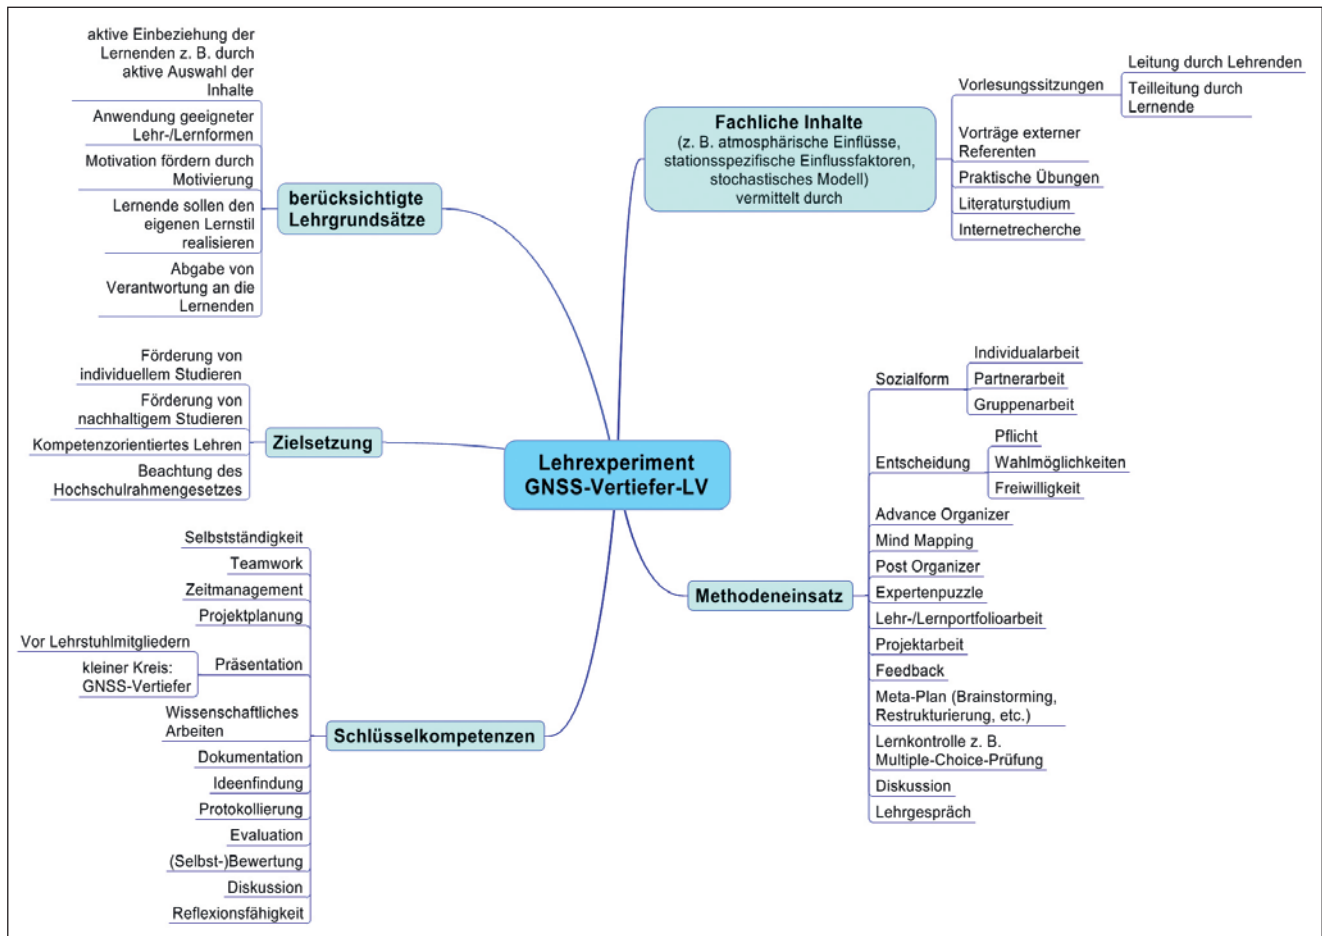 aktive Einbeziehung der
Lernenden z. B. durch
aktive Auswahl der
Inhalte
Anwendung geeigneter
Lehr-/Lernformen
Motivation fördern durch
Motivierung
Lernende sollen den
eigenen Lernstil
realisieren
Abgabe von
Verantwortung an die
Lernenden
berücksichtigte
Lehrgrundsätze
Förderung von
individuellem Studieren
Förderung von
nachhaltigem Studieren
Kompetenzorientiertes Lehren
Beachtung des
Hochschulrahmengesetzes
Zielsetzung
Selbstständigkeit
Teamwork
Zeitmanagement
Projektplanung
Vor Lehrstuhlmitgliedern
kleiner Kreis:
GNSS-Vertiefer
Präsentation
Wissenschaftliches
Arbeiten
Dokumentation
Ideenfindung
Protokollierung
Evaluation
(Selbst-)Bewertung
Diskussion
Reflexionsfähigkeit
Schlüsselkompetenzen
Lehrexperiment
GNSS-Vertiefer-LV
Fachliche Inhalte
(z. B. atmosphärische Einflüsse,
stationsspezifische Einflussfaktoren,
stochastisches Modell)
vermittelt durch
Vorlesungssitzungen
Leitung durch Lehrenden
Teilleitung durch
Lernende
Vorträge externer
Referenten
Praktische Übungen
Literaturstudium
Internetrecherche
Methodeneinsatz
Sozialform
Individualarbeit
Partnerarbeit
Gruppenarbeit
Entscheidung
Pflicht
Wahlmöglichkeiten
Freiwilligkeit
Advance Organizer
Mind Mapping
Post Organizer
Expertenpuzzle
Lehr-/Lernportfolioarbeit
Projektarbeit
Feedback
Meta-Plan (Brainstorming,
Restrukturierung, etc.)
Lernkontrolle z. B.
Multiple-Choice-Prüfung
Diskussion
Lehrgespräch